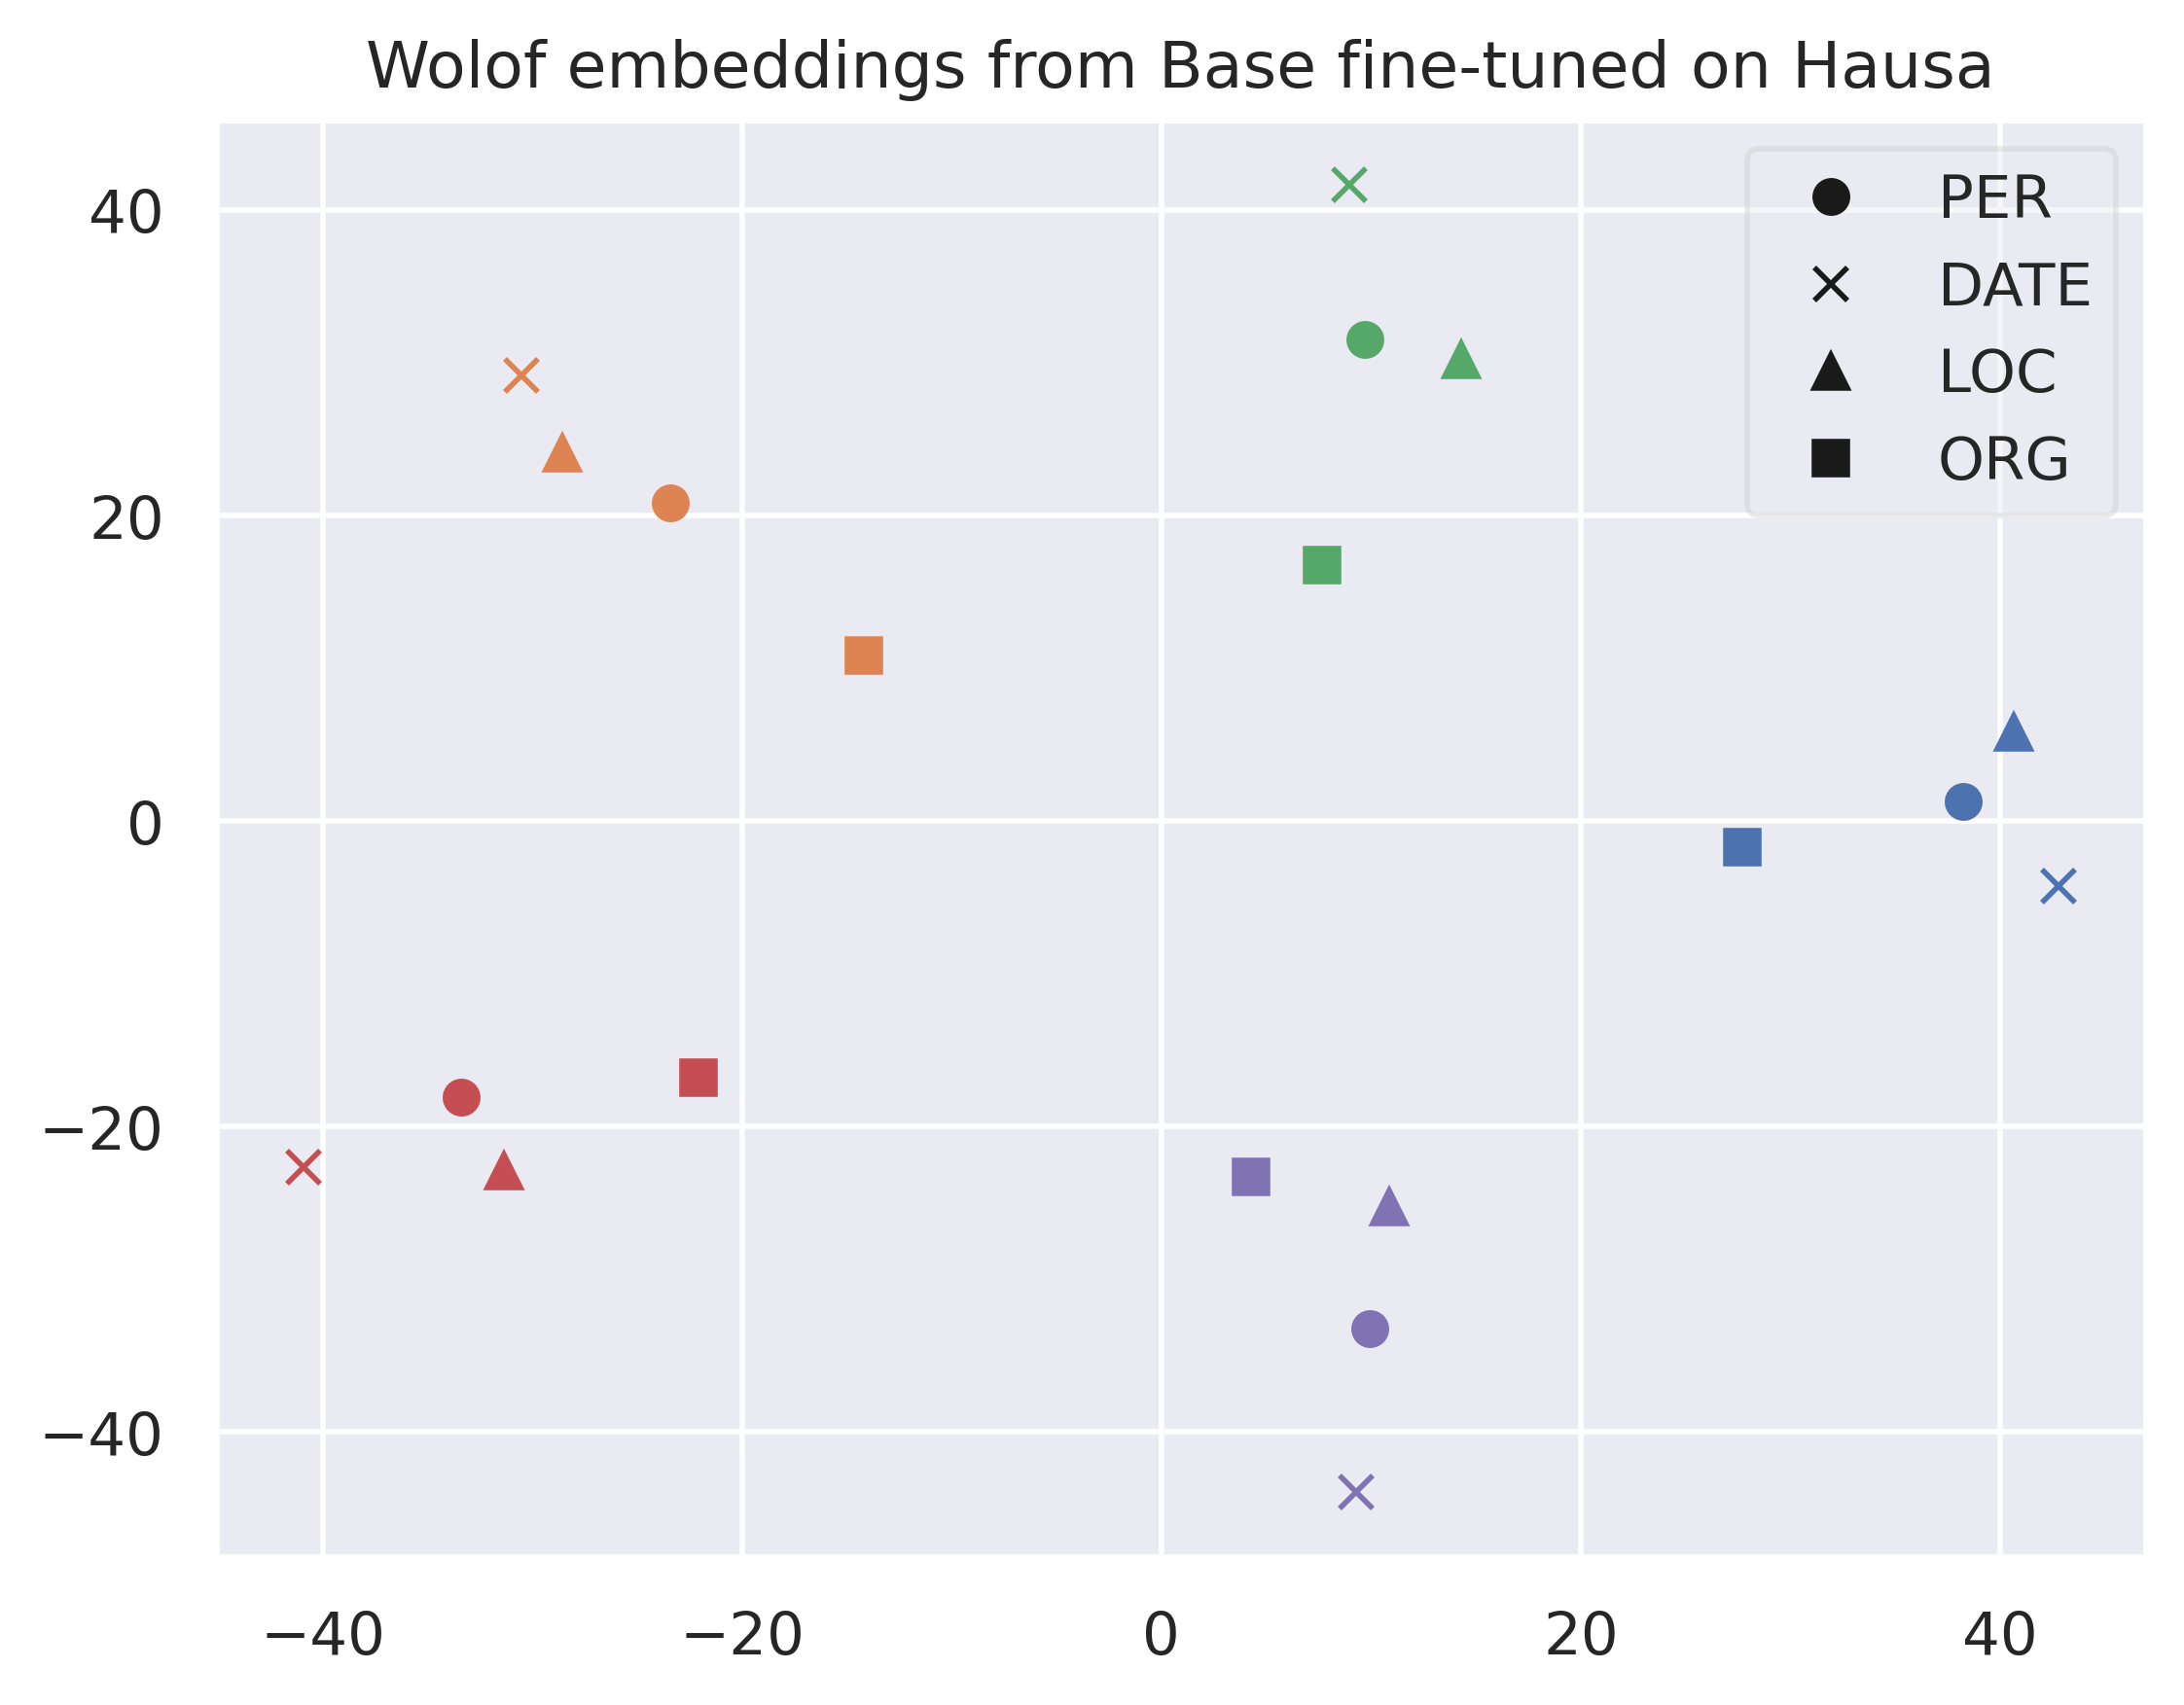 Wolof embeddings from Base fine-tuned on Hausa
40
20
0
−20
−40
PER
DATE
LOC
ORG
−40 −20 0 20 40